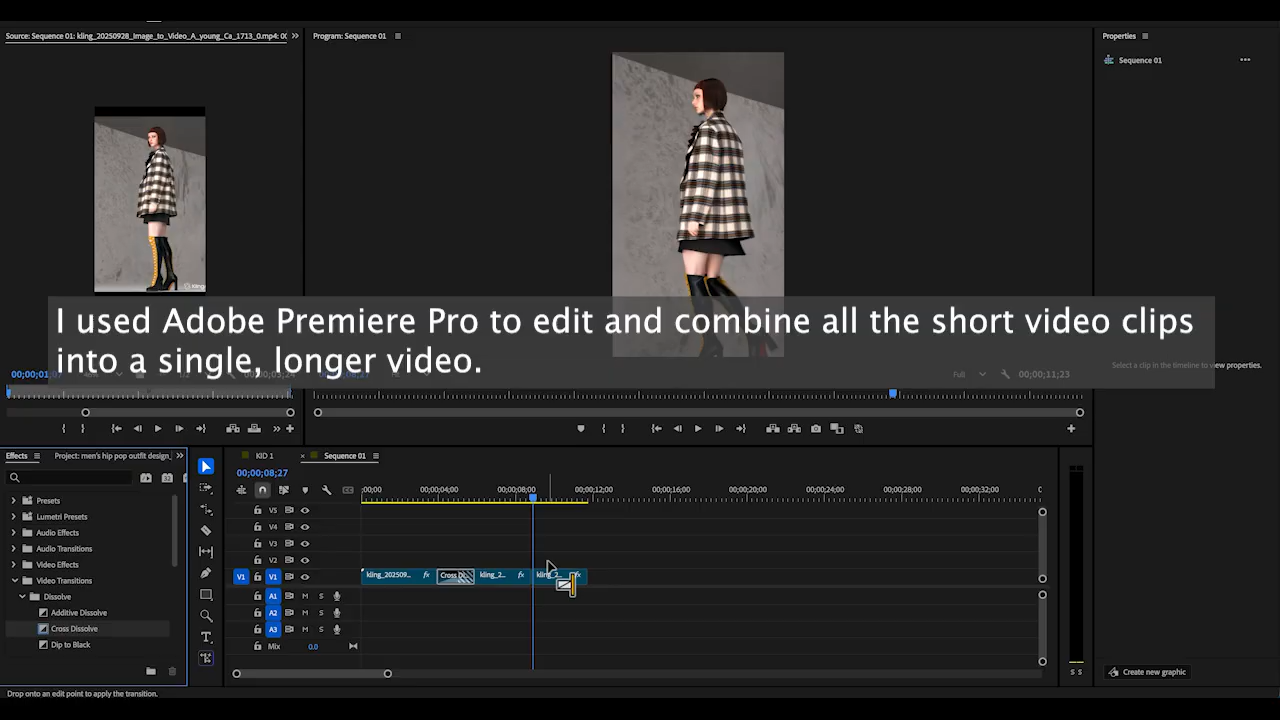 Source: Sequence 01: kling_20250928_Image_to_Video_A_young_Ca_1713_0.mp4: 00
Program: Sequence 01
Properties
Sequence 01
I used Adobe Premiere Pro to edit and combine all the short video clips
into a single, longer video.
Full
00;00;11;23
Select a clip in the timeline to view properties.
Effects
Project: men's hip pop outfit design_
KID 1
Sequence 01
00;00;08;27
;00;00
00;00;04;00
00;00;08;00
00;00;12;00
00;00;16;00
00;00;20;00
00;00;24;00
00;00;28;00
00;00;32;00
Presets
Lumetri Presets
Audio Effects
Audio Transitions
Video Effects
Video Transitions
Dissolve
Additive Dissolve
Cross Dissolve
Dip to Black
V5
V4
V3
V2
V1
V1
kling_202509...
fx
kling_2...
fx
kling_2...
fx
A1
M
S
A2
M
S
A3
M
S
Mix
0.0
S S
Create new graphic
Drop onto an edit point to apply the transition.